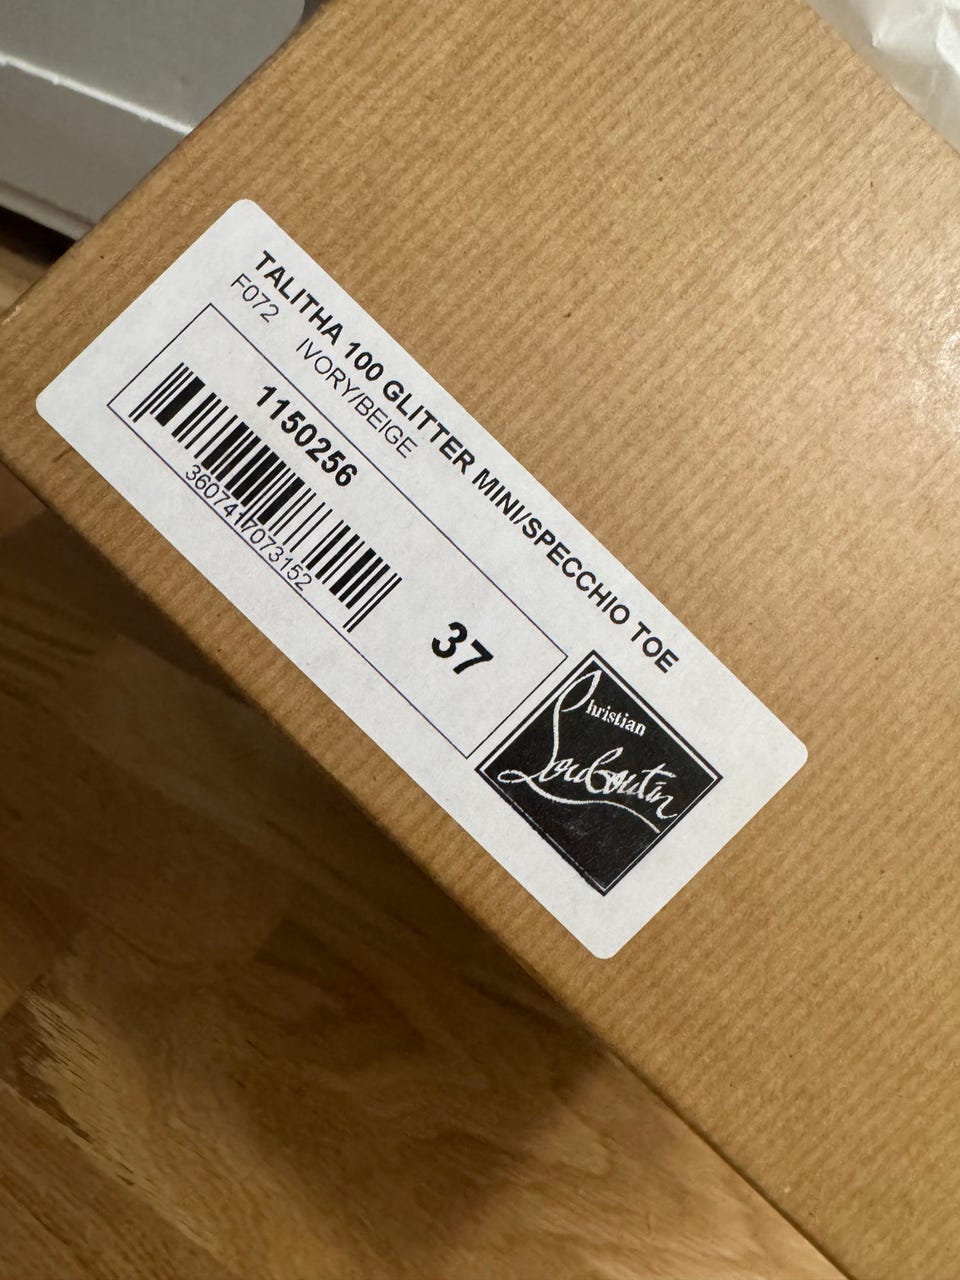 TALITHA 100 GLITTER MINI/SPECCHIO TOE
F072 IVORY/BEIGE
1150256
3607417073152
37
Christian
Louboutin